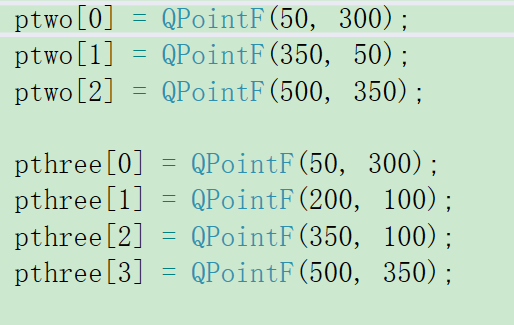 ptwo[0] = QPointF(50, 300);
ptwo[1] = QPointF(350, 50);
ptwo[2] = QPointF(500, 350);
pthree[0] = QPointF(50, 300);
pthree[1] = QPointF(200, 100);
pthree[2] = QPointF(350, 100);
pthree[3] = QPointF(500, 350);